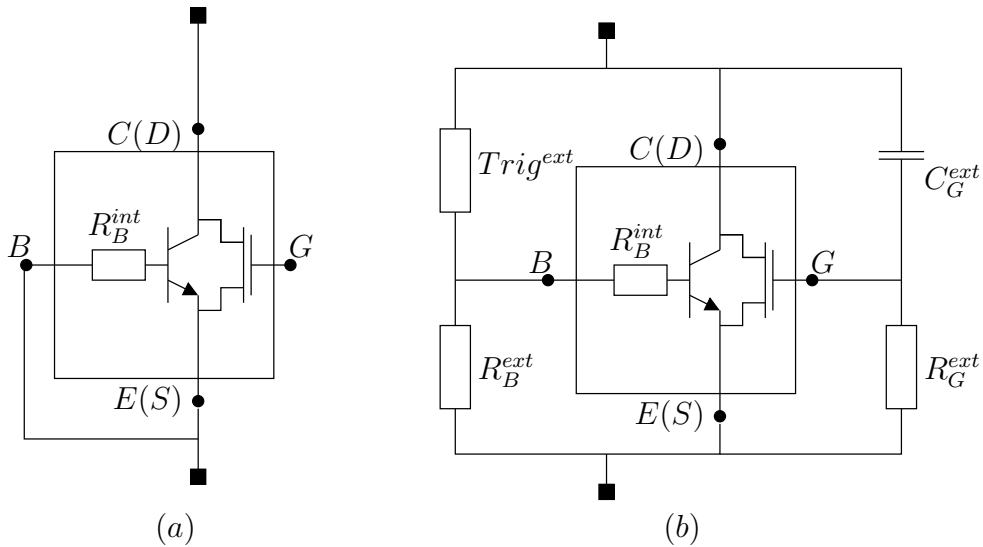 C(D)
R_B^{int}
B
G
E(S)
(a)
C(D)
Trig^{ext}
C_G^{ext}
R_B^{int}
B
G
R_B^{ext}
R_G^{ext}
E(S)
(b)